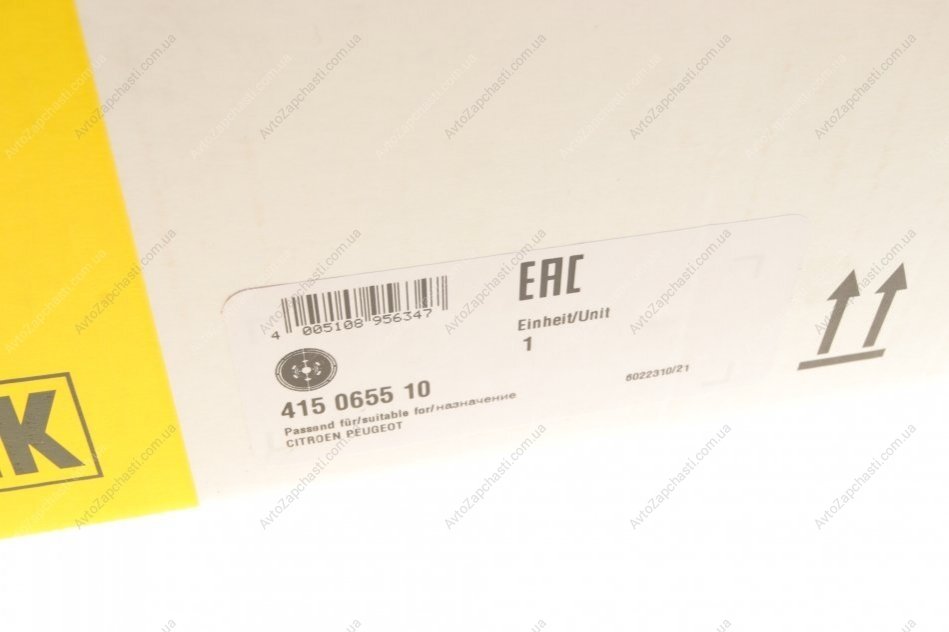 EAC
4 005108 956347
Einheit/Unit
1
6022310/21
415 0655 10
Passend für/suitable for/назначение
CITROEN PEUGEOT
UK
AvtoZapchasti.com.ua